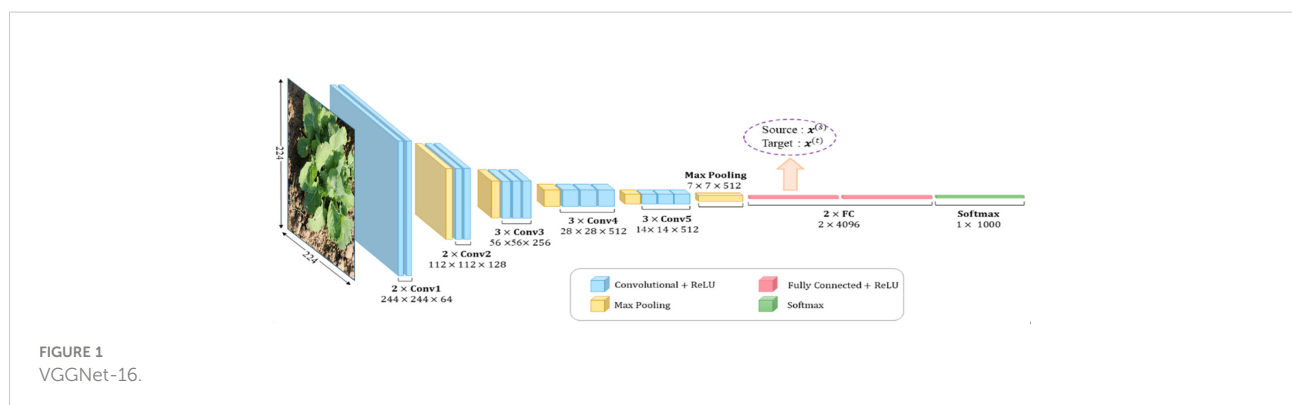 Source : x(s)
Target : x(t)
224
224
2 × Conv1
244 × 244 × 64
2 × Conv2
112 × 112 × 128
3 × Conv3
56 ×56× 256
3 × Conv4
28 × 28 × 512
3 × Conv5
14× 14 × 512
Max Pooling
7 × 7 × 512
2 × FC
2 × 4096
Softmax
1 × 1000
Convolutional + ReLU
Fully Connected + ReLU
Max Pooling
Softmax
FIGURE 1
VGGNet-16.